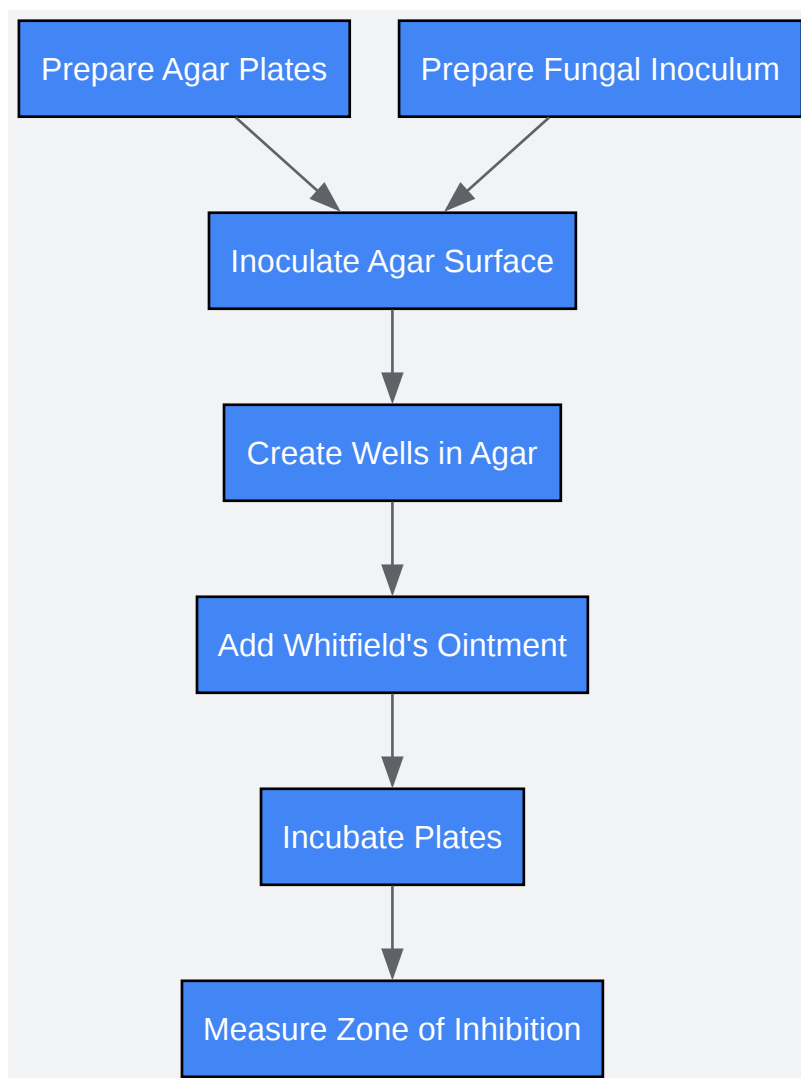 Prepare Agar Plates
Prepare Fungal Inoculum
Inoculate Agar Surface
Create Wells in Agar
Add Whitfield's Ointment
Incubate Plates
Measure Zone of Inhibition